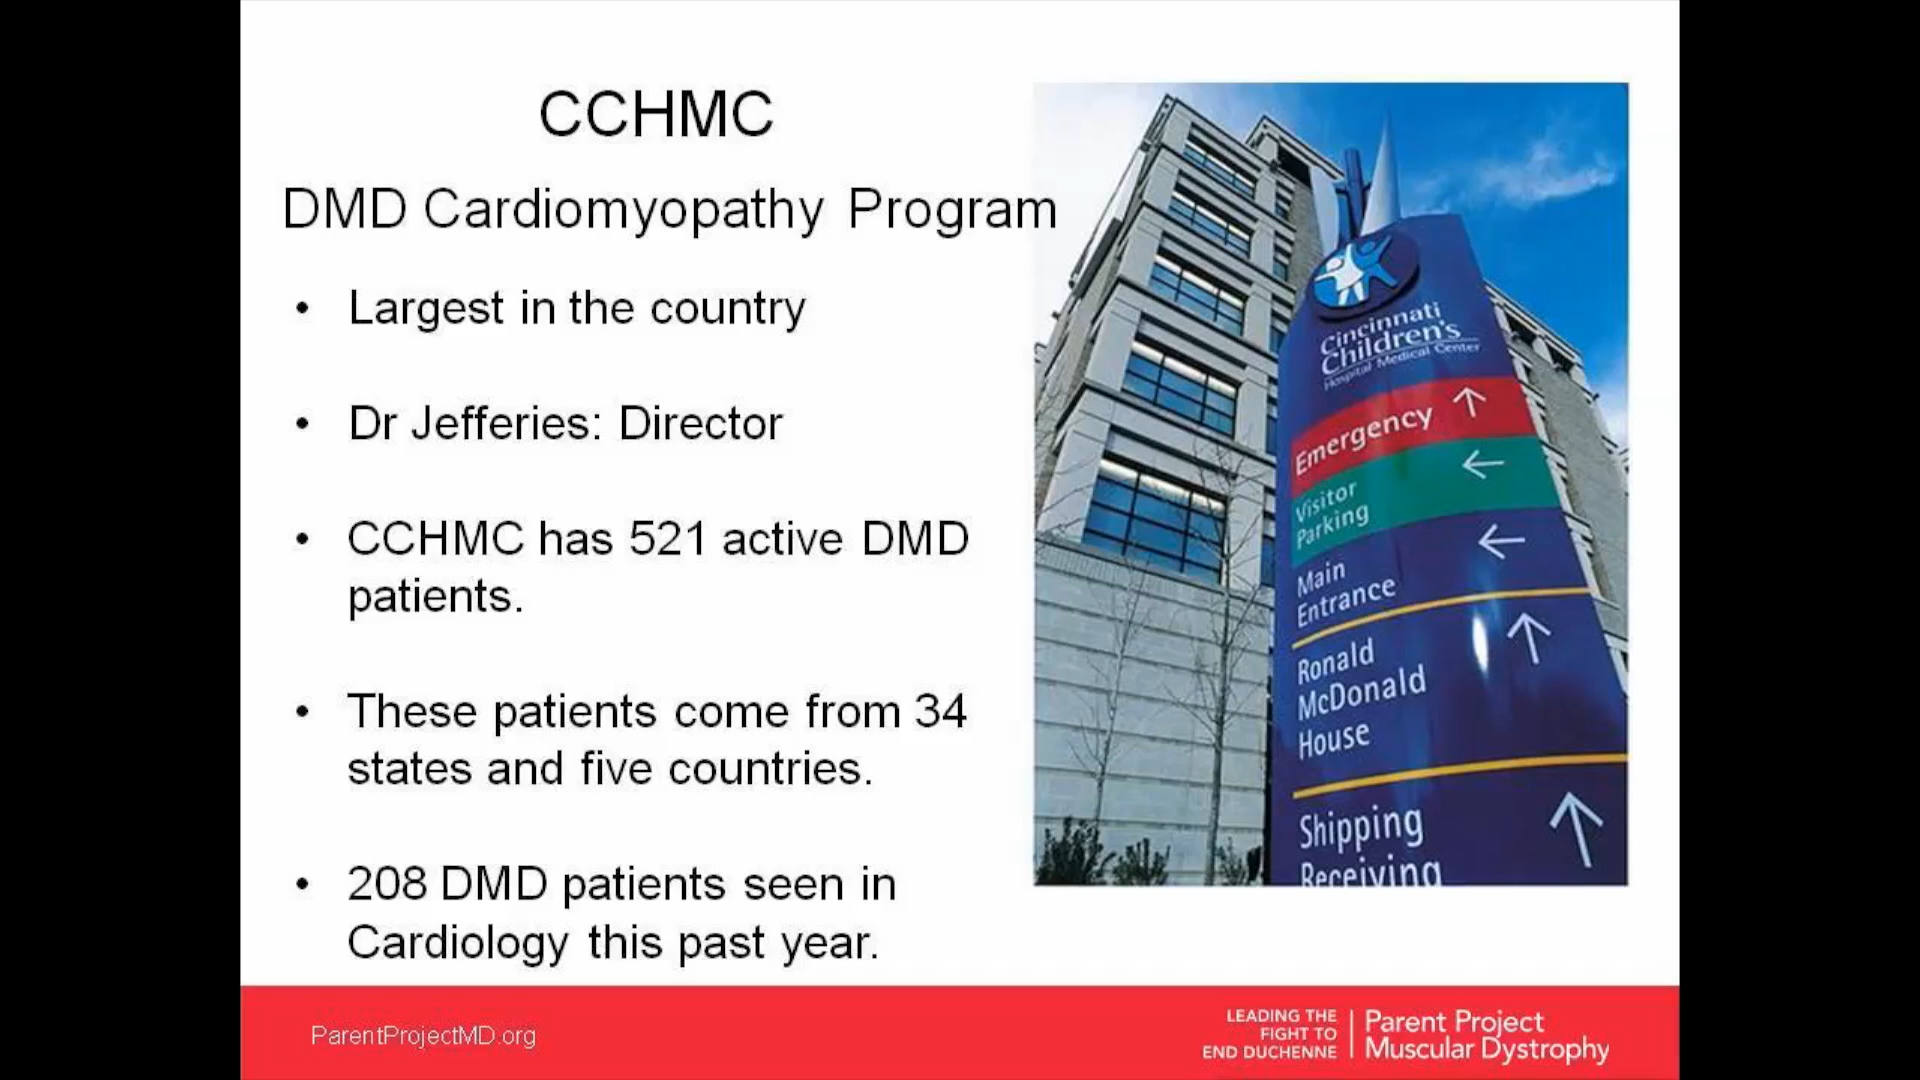 CCHMC
DMD Cardiomyopathy Program
• Largest in the country
• Dr Jefferies: Director
• CCHMC has 521 active DMD
patients.
• These patients come from 34
states and five countries.
• 208 DMD patients seen in
Cardiology this past year.
Cincinnati
Children's
Hospital Medical Center
Emergency ↑
Visitor ←
Parking
Main ←
Entrance
Ronald ↑
McDonald
House
Shipping ↑
Receiving
ParentProjectMD.org
LEADING THE
FIGHT TO
END DUCHENNE
Parent Project
Muscular Dystrophy